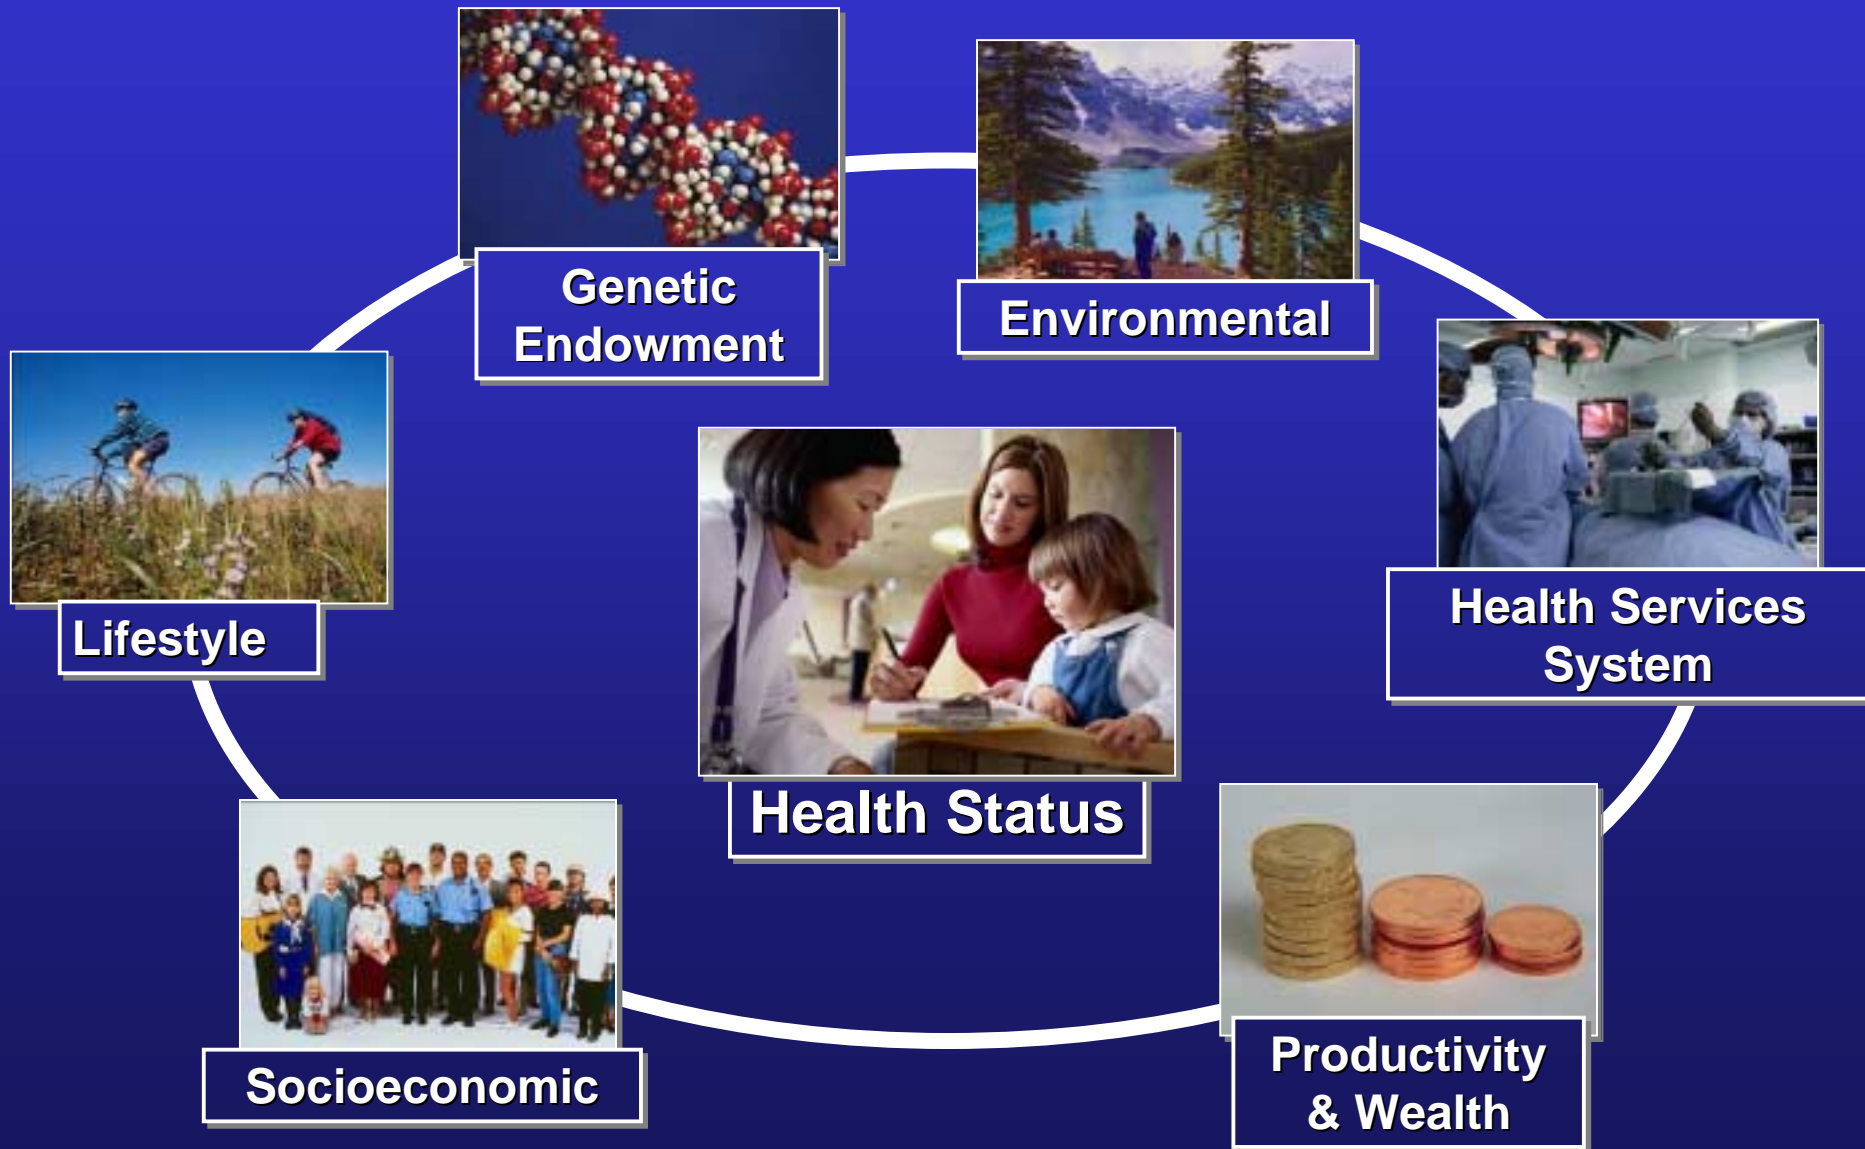 Genetic
Endowment
Environmental
Lifestyle
Health Services
System
Health Status
Socioeconomic
Productivity
& Wealth